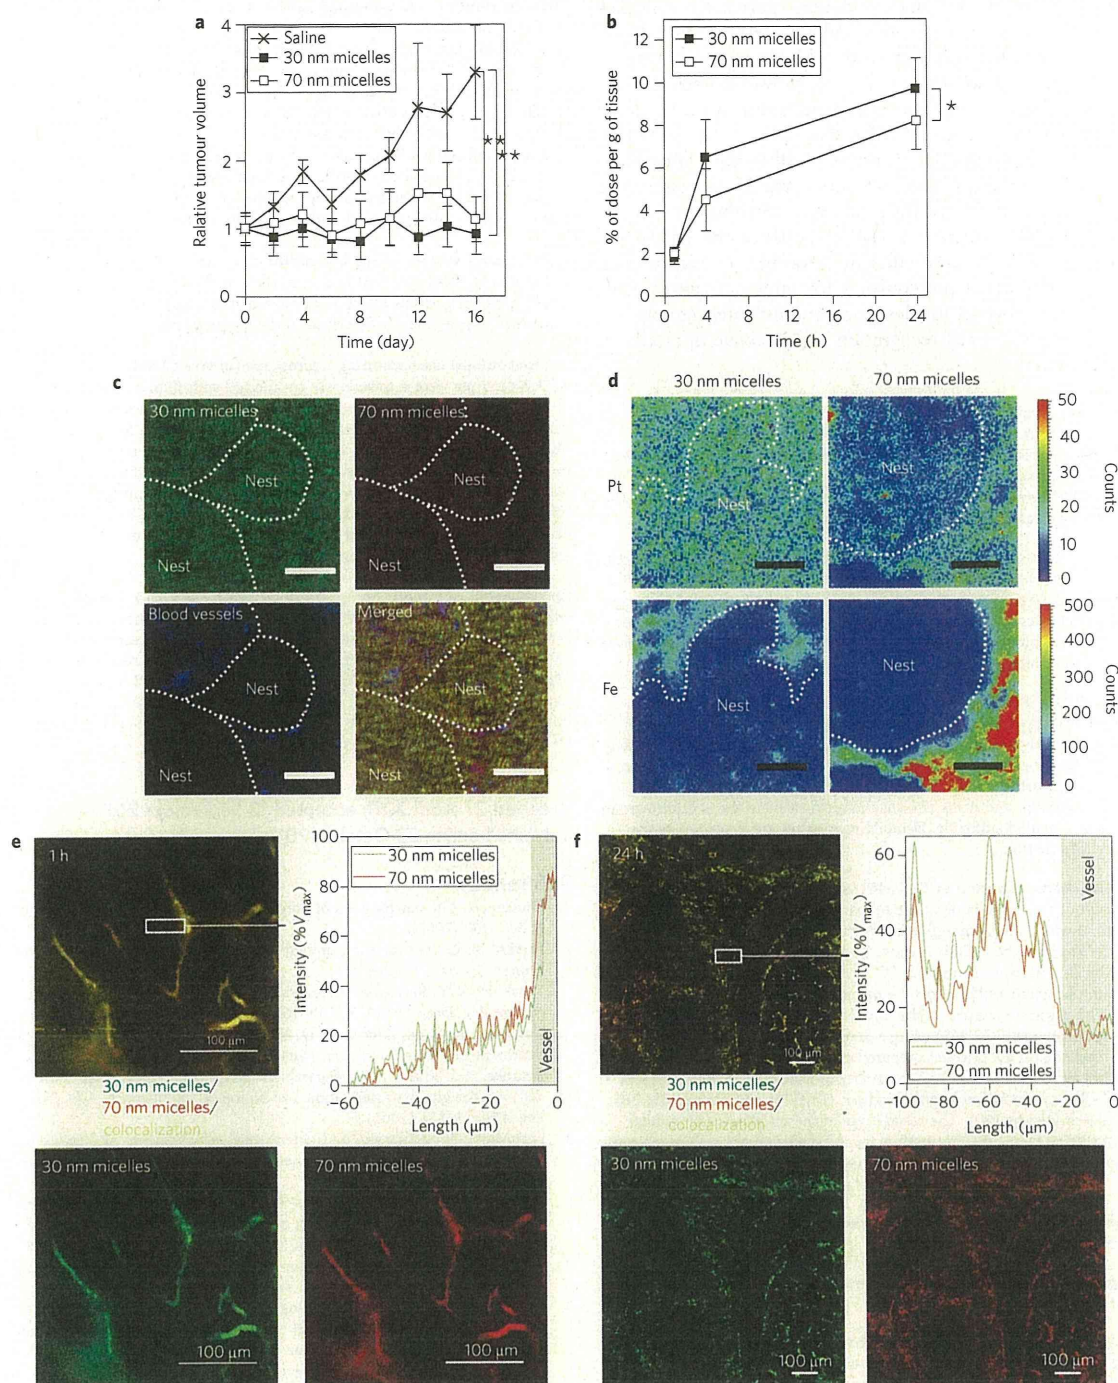 a
4
3
2
1
0
Ralative tumour volume
Saline
30 nm micelles
70 nm micelles
**
**
0 4 8 12 16
Time (day)
b
12
10
8
6
4
2
0
% of dose per g of tissue
30 nm micelles
70 nm micelles
*
0 4 8 12 16 20 24
Time (h)
c
30 nm micelles
Nest
Nest
70 nm micelles
Nest
Nest
Blood vessels
Nest
Nest
Merged
Nest
Nest
d
30 nm micelles
70 nm micelles
Pt
Nest
Nest
50
40
30
20
10
0
Counts
Fe
Nest
Nest
500
400
300
200
100
0
Counts
e
1 h
100 µm
30 nm micelles/
70 nm micelles/
colocalization
100
80
60
40
20
0
Intensity (%Vmax)
30 nm micelles
70 nm micelles
Vessel
-60 -40 -20 0
Length (µm)
30 nm micelles
100 µm
70 nm micelles
100 µm
f
24 h
100 µm
30 nm micelles/
70 nm micelles/
colocalization
60
40
20
0
Intensity (%Vmax)
Vessel
30 nm micelles
70 nm micelles
-100 -80 -60 -40 -20 0
Length (µm)
30 nm micelles
100 µm
70 nm micelles
100 µm